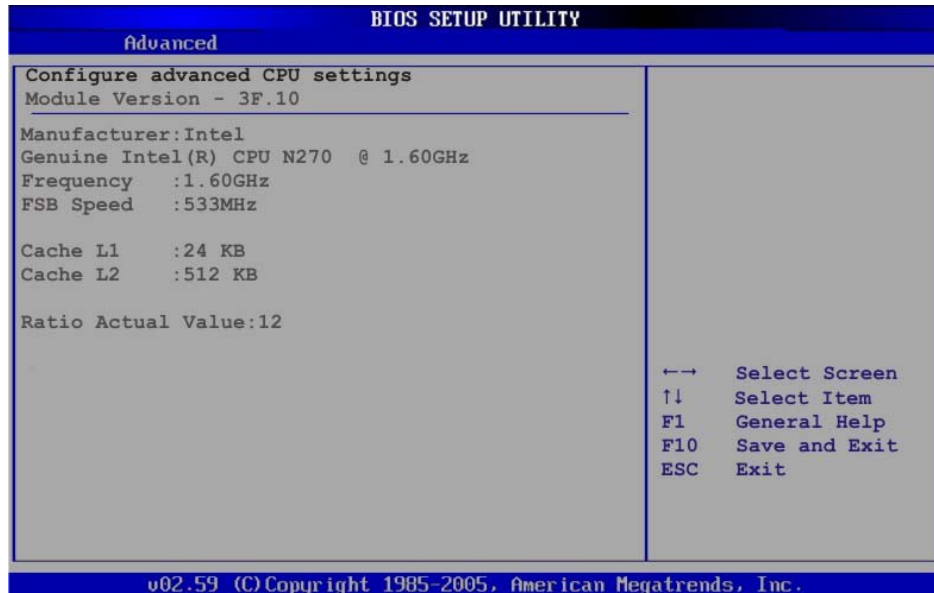 BIOS SETUP UTILITY
Advanced
Configure advanced CPU settings
Module Version - 3F.10
Manufacturer:Intel
Genuine Intel(R) CPU N270 @ 1.60GHz
Frequency :1.60GHz
FSB Speed :533MHz
Cache L1 :24 KB
Cache L2 :512 KB
Ratio Actual Value:12
←→ Select Screen
↑↓ Select Item
F1 General Help
F10 Save and Exit
ESC Exit
v02.59 (C)Copyright 1985-2005, American Megatrends, Inc.